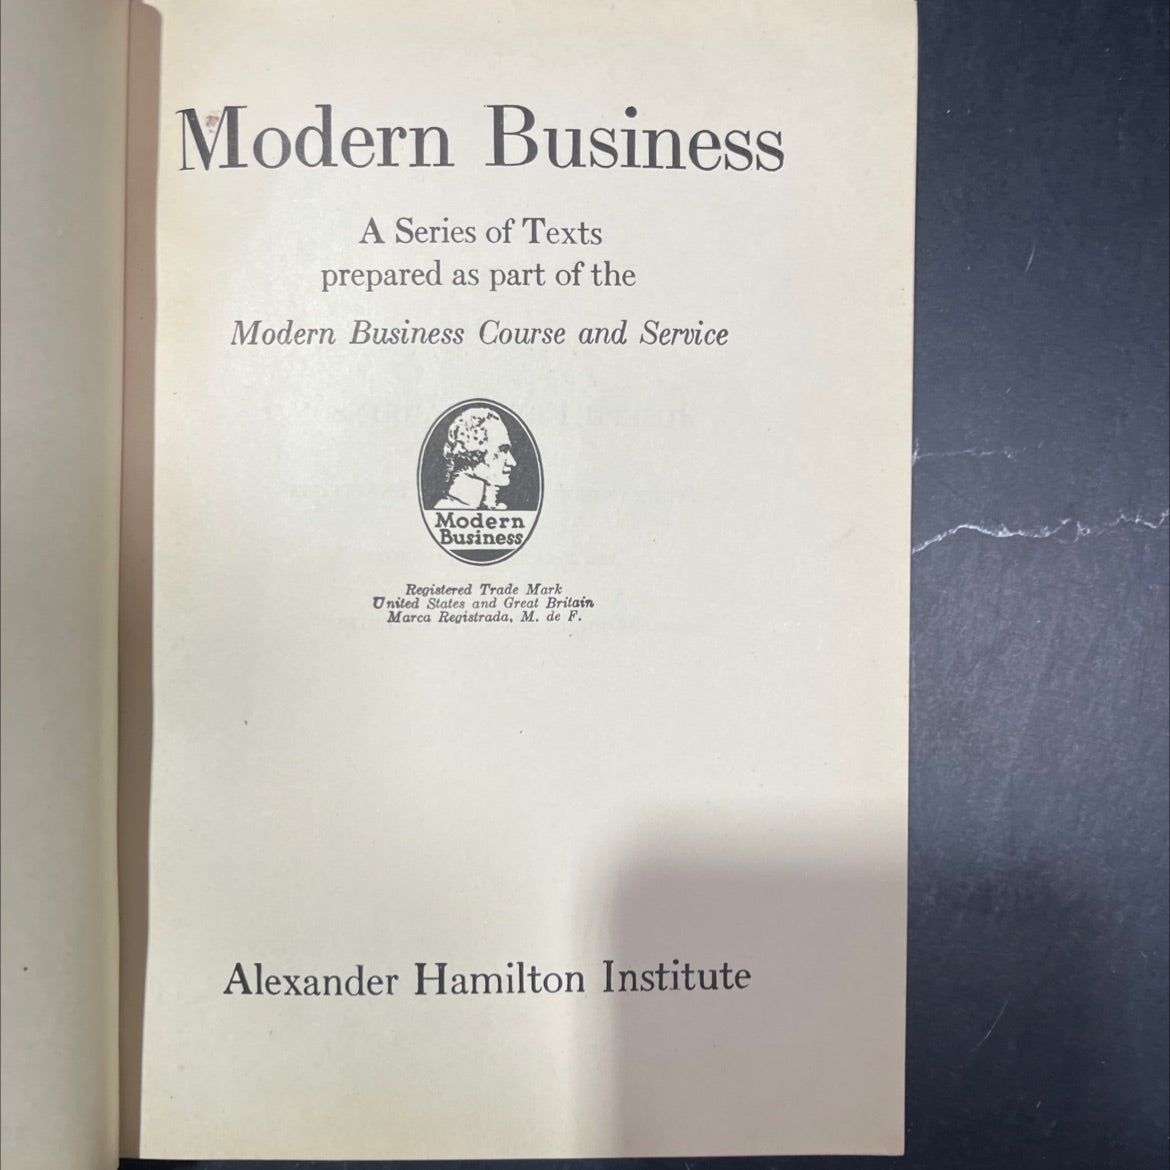 Modern Business
A Series of Texts
prepared as part of the
Modern Business Course and Service
Modern
Business
Registered Trade Mark
United States and Great Britain
Marca Registrada, M. de F.
Alexander Hamilton Institute